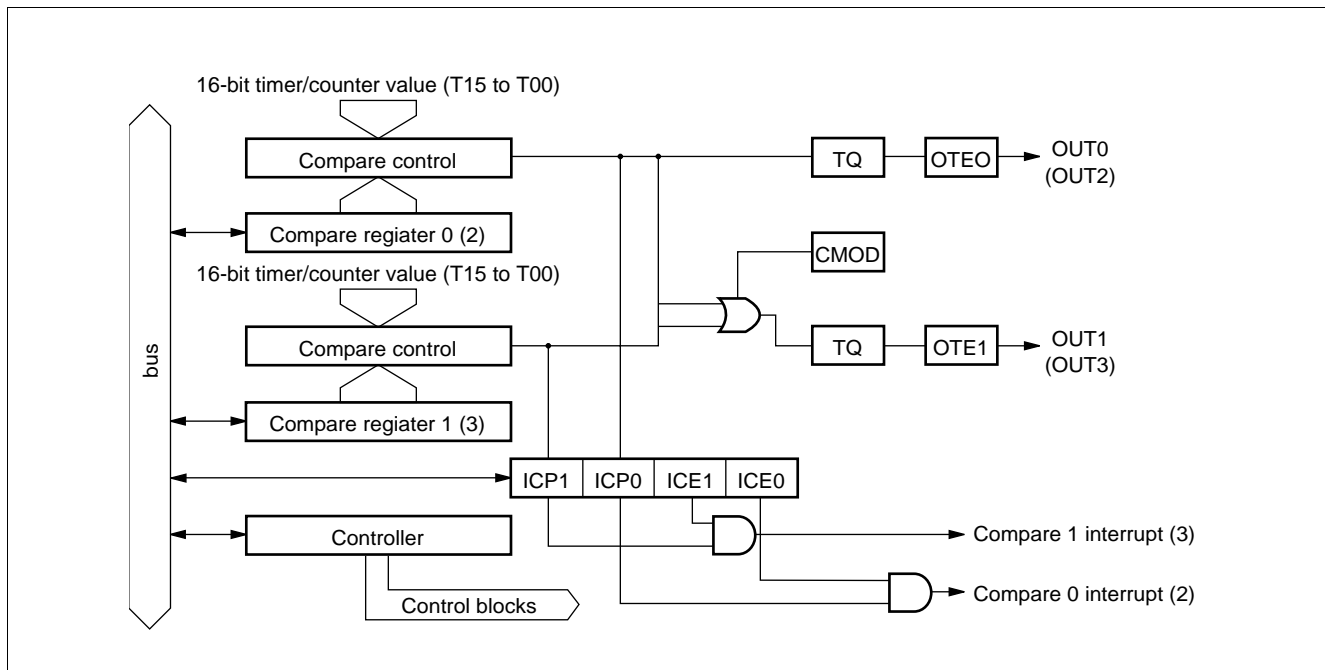 16-bit timer/counter value (T15 to T00)
Compare control
TQ
OTEO
OUT0
(OUT2)
Compare regiater 0 (2)
CMOD
16-bit timer/counter value (T15 to T00)
Compare control
TQ
OTE1
OUT1
(OUT3)
bus
Compare regiater 1 (3)
ICP1
ICP0
ICE1
ICE0
Controller
Compare 1 interrupt (3)
Control blocks
Compare 0 interrupt (2)